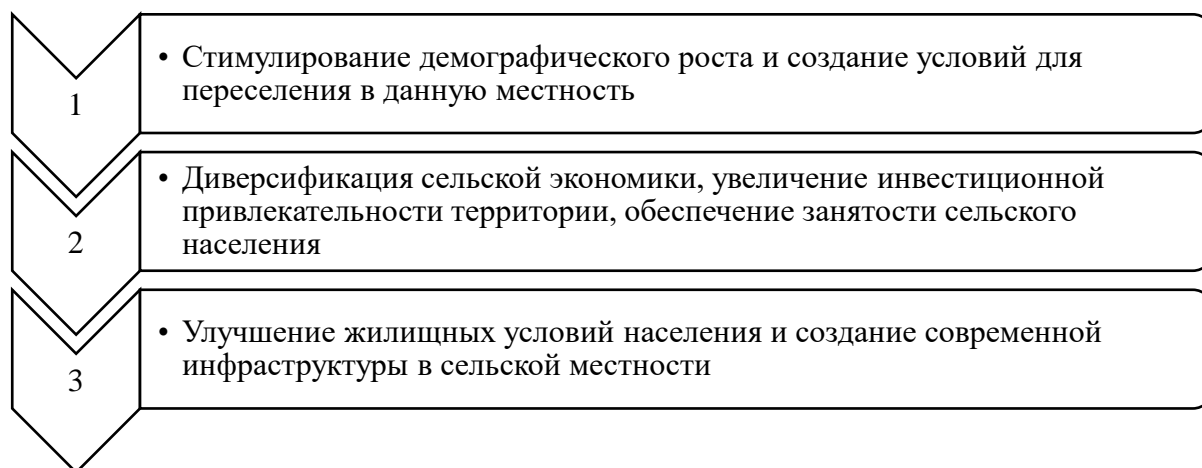 1
• Стимулирование демографического роста и создание условий для
переселения в данную местность
2
• Диверсификация сельской экономики, увеличение инвестиционной
привлекательности территории, обеспечение занятости сельского
населения
3
• Улучшение жилищных условий населения и создание современной
инфраструктуры в сельской местности